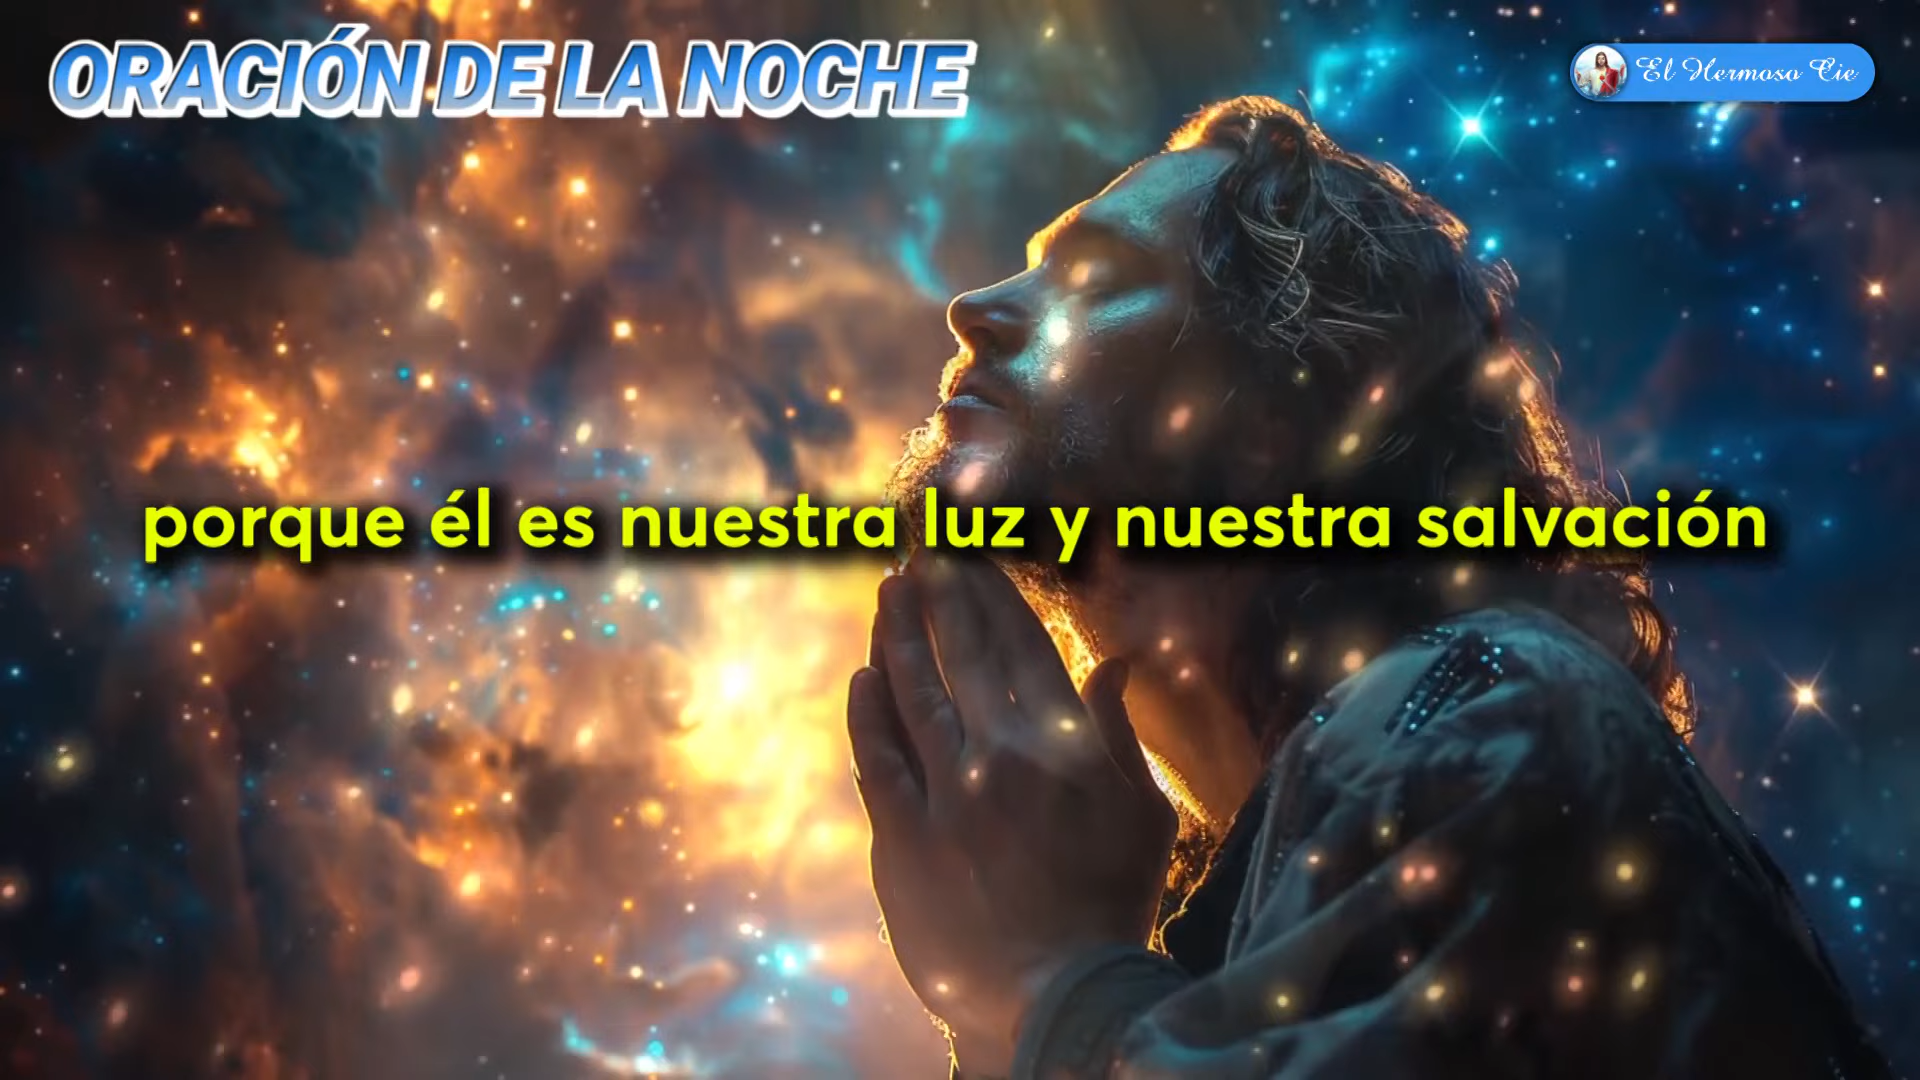 ORACIÓN DE LA NOCHE
El Hermoso Cie
porque él es nuestra luz y nuestra salvación